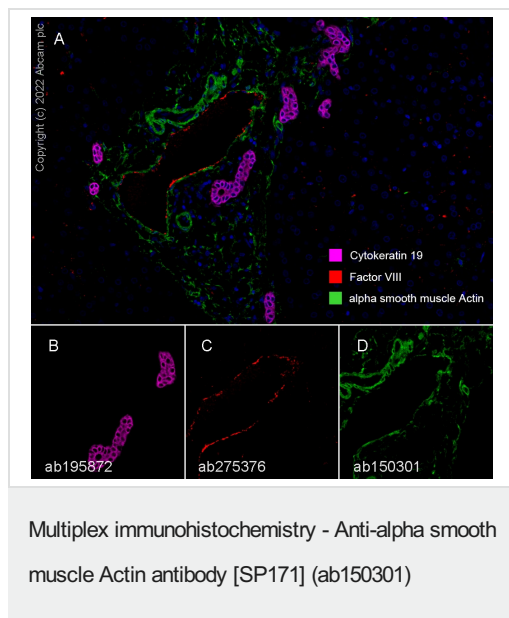 A
Copyright (c) 2022 Abcam plc
Cytokeratin 19
Factor VIII
alpha smooth muscle Actin
B
ab195872
C
ab275376
D
ab150301
Multiplex immunohistochemistry - Anti-alpha smooth
muscle Actin antibody [SP171] (ab150301)